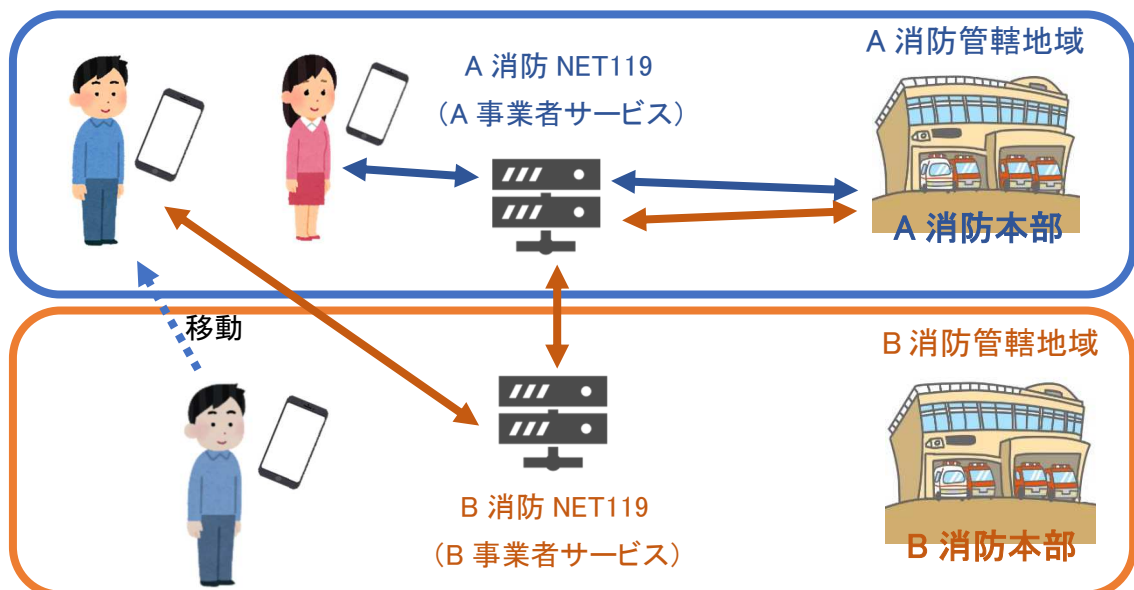 A 消防 NET119
（A 事業者サービス）
A 消防管轄地域
A 消防本部
移動
B 消防管轄地域
B 消防 NET119
（B 事業者サービス）
B 消防本部